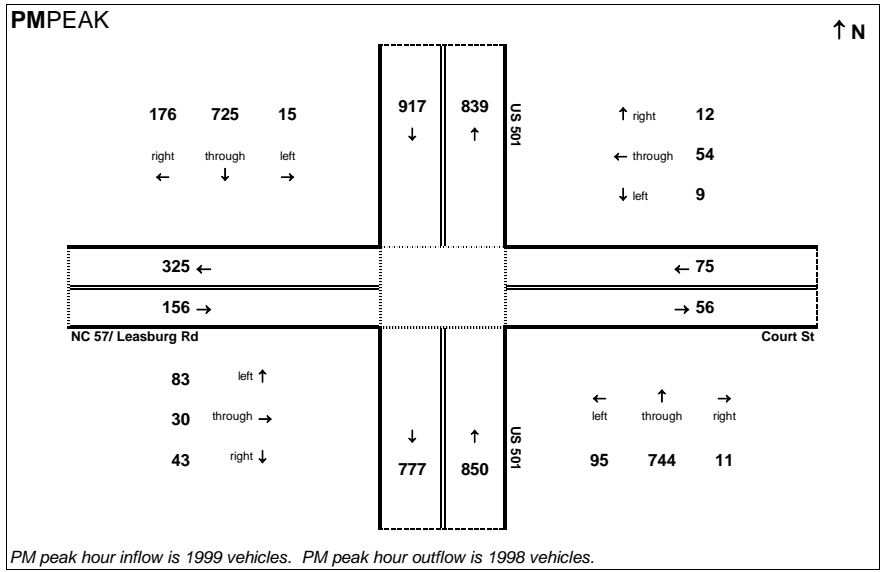 PMPEAK
↑ N
176 725 15
right through left
← ↓ →
917 839
↓ ↑
US 501
↑ right 12
← through 54
↓ left 9
325 ←
156 →
← 75
→ 56
NC 57/ Leasburg Rd
Court St
83 left ↑
30 through →
43 right ↓
↓ ↑
777 850
US 501
← ↑ →
left through right
95 744 11
PM peak hour inflow is 1999 vehicles. PM peak hour outflow is 1998 vehicles.